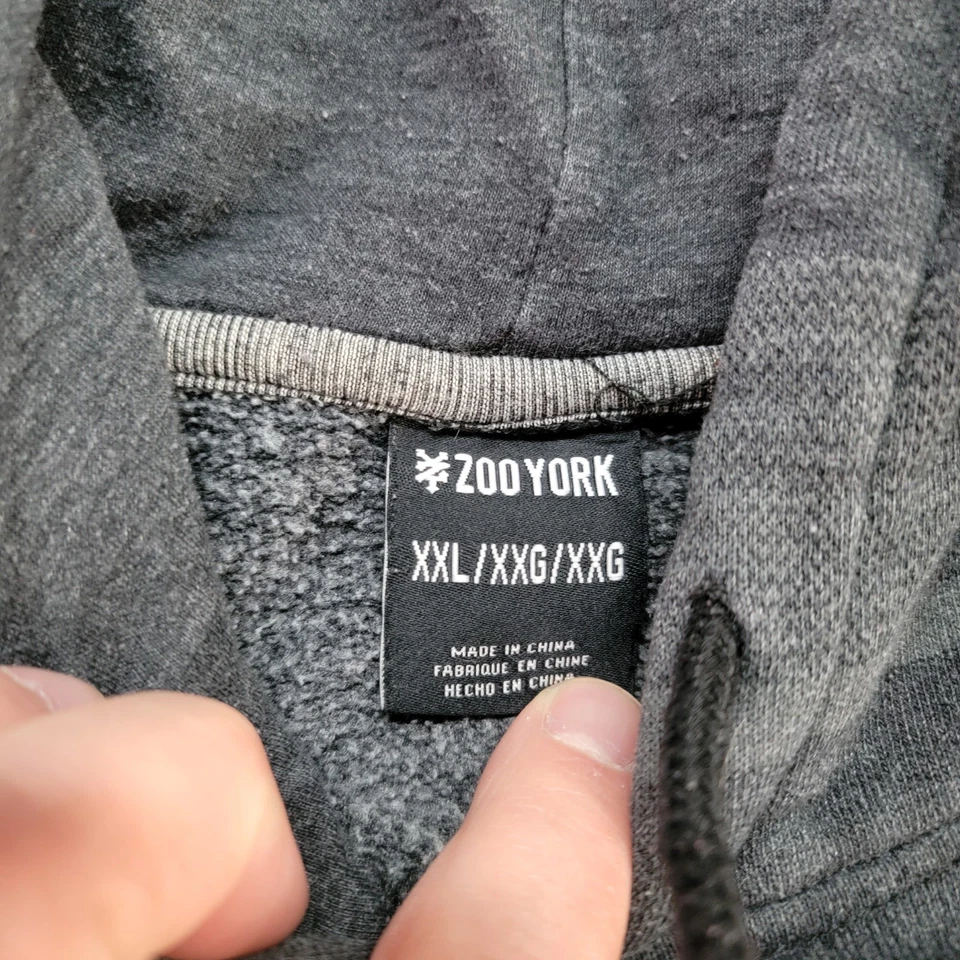 ZOO YORK
XXL/XXG/XXG
MADE IN CHINA
FABRIQUE EN CHINE
HECHO EN CHINA